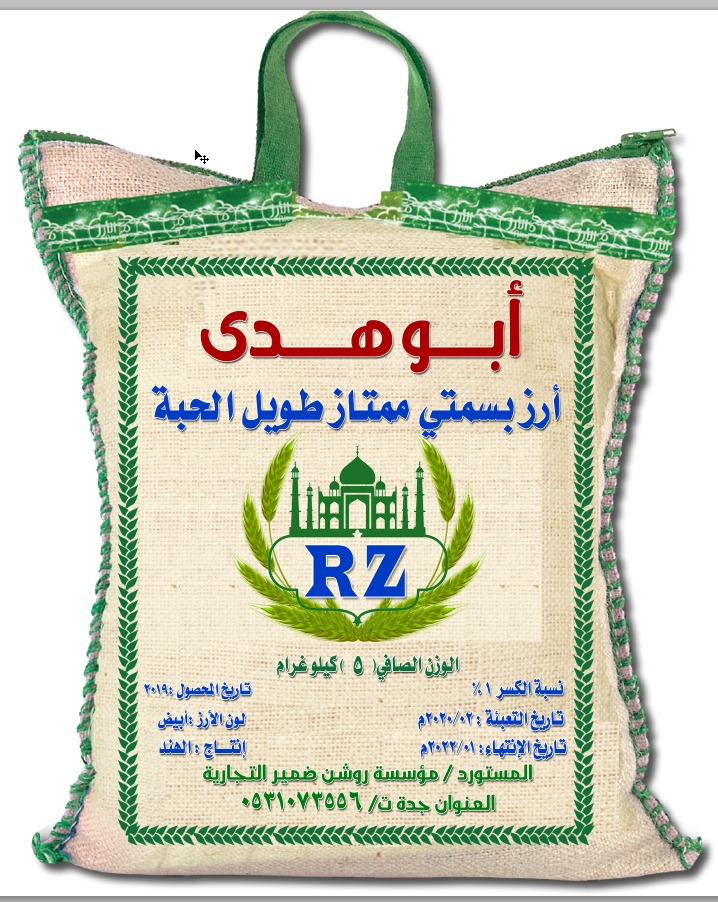 أبو هدى
أرز بسمتي ممتاز طويل الحبة
RZ
الوزن الصافي( ٥ )كيلو غرام
نسبة الكسر ١ ٪
تاريخ المحصول :٢٠١٩
تاريخ التعبئة : ٢٠٢٠/٠٢م
لون الأرز :أبيض
تاريخ الإنتهاء: ٢٠٢٢/٠١م
إنتــاج : الهند
المستورد / مؤسسة روشن ضمير التجارية
العنوان جدة ت/ ٠٥٣١٠٧٣٥٥٦